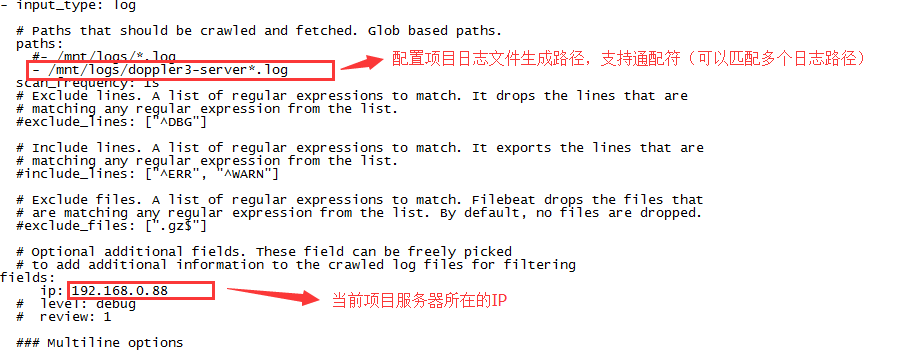 - input_type: log
# Paths that should be crawled and fetched. Glob based paths.
paths:
#- /mnt/logs/*.log
- /mnt/logs/doppler3-server*.log
配置项目日志文件生成路径，支持通配符（可以匹配多个日志路径）
scan_frequency: 1s
# Exclude lines. A list of regular expressions to match. It drops the lines that are
# matching any regular expression from the list.
#exclude_lines: ["^DBG"]
# Include lines. A list of regular expressions to match. It exports the lines that are
# matching any regular expression from the list.
#include_lines: ["^ERR", "^WARN"]
# Exclude files. A list of regular expressions to match. Filebeat drops the files that
# are matching any regular expression from the list. By default, no files are dropped.
#exclude_files: [".gz$"]
# Optional additional fields. These field can be freely picked
# to add additional information to the crawled log files for filtering
fields:
ip: 192.168.0.88
当前项目服务器所在的IP
# level: debug
# review: 1
### Multiline options